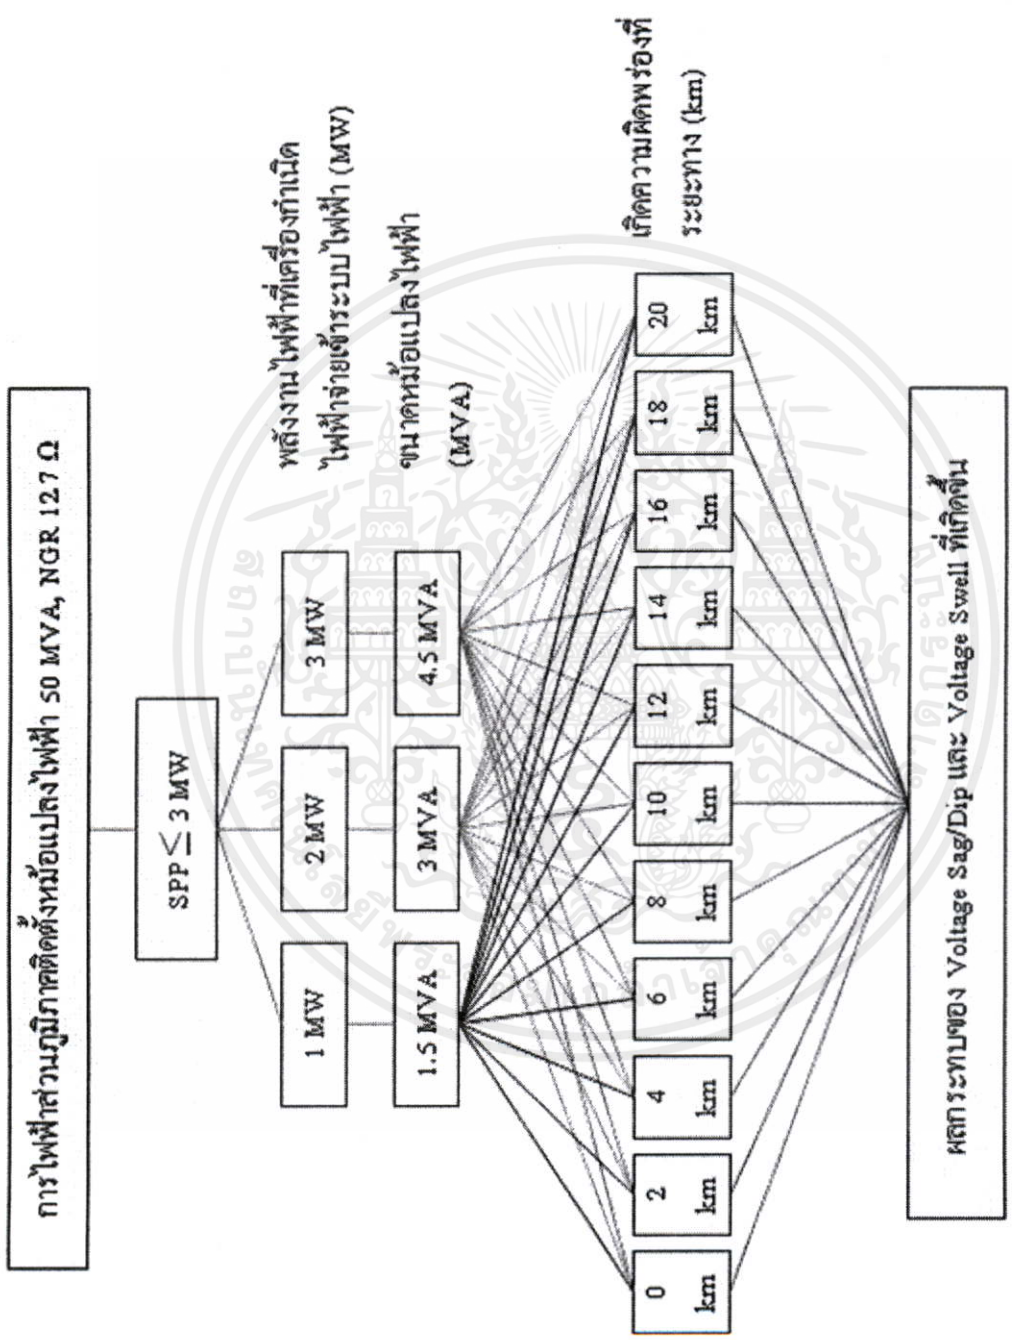 การไฟฟ้าส่วนภูมิภาคติดตั้งหม้อแปลงไฟฟ้า 50 MVA, NGR 12.7 Ω
SPP ≤ 3 MW
พลังงานไฟฟ้าที่เครื่องกำเนิด
ไฟฟ้าจ่ายเข้าระบบไฟฟ้า (MW)
1 MW
2 MW
3 MW
ขนาดหม้อแปลงไฟฟ้า
(MVA)
1.5 MVA
3 MVA
4.5 MVA
เกิดความผิดพร่องที่
ระยะทาง (km)
0
km
2
km
4
km
6
km
8
km
10
km
12
km
14
km
16
km
18
km
20
km
ผลกระทบของ Voltage Sag/Dip และ Voltage Swell ที่เกิดขึ้น